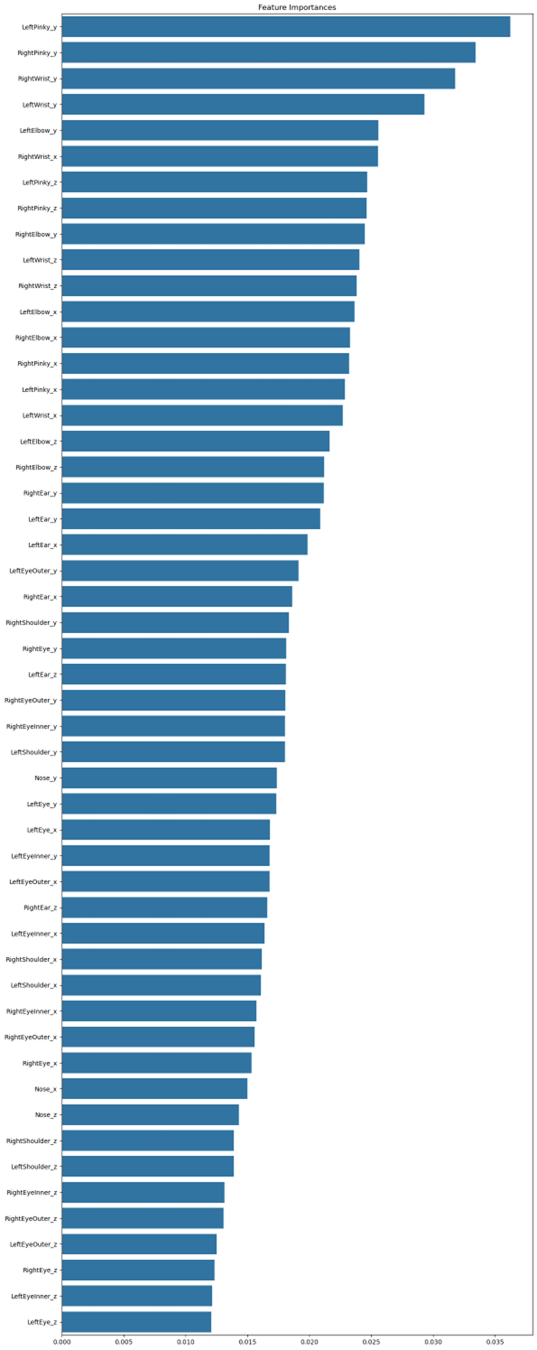 Feature Importances
LeftPinky_y
RightPinky_y
RightWrist_y
LeftWrist_y
LeftElbow_y
RightWrist_x
LeftPinky_z
RightPinky_z
RightElbow_y
LeftWrist_z
RightWrist_z
LeftElbow_x
RightElbow_x
RightPinky_x
LeftPinky_x
LeftWrist_x
LeftElbow_z
RightElbow_z
RightEar_y
LeftEar_y
LeftEar_x
LeftEyeOuter_y
RightEar_x
RightShoulder_y
RightEye_y
LeftEar_z
RightEyeOuter_y
RightEyeInner_y
LeftShoulder_y
Nose_y
LeftEye_y
LeftEye_x
LeftEyeInner_y
LeftEyeOuter_x
RightEar_z
LeftEyeInner_x
RightShoulder_x
LeftShoulder_x
RightEyeInner_x
RightEyeOuter_x
RightEye_x
Nose_x
Nose_z
RightShoulder_z
LeftShoulder_z
RightEyeInner_z
RightEyeOuter_z
LeftEyeOuter_z
RightEye_z
LeftEyeInner_z
LeftEye_z
0.000 0.005 0.010 0.015 0.020 0.025 0.030 0.035